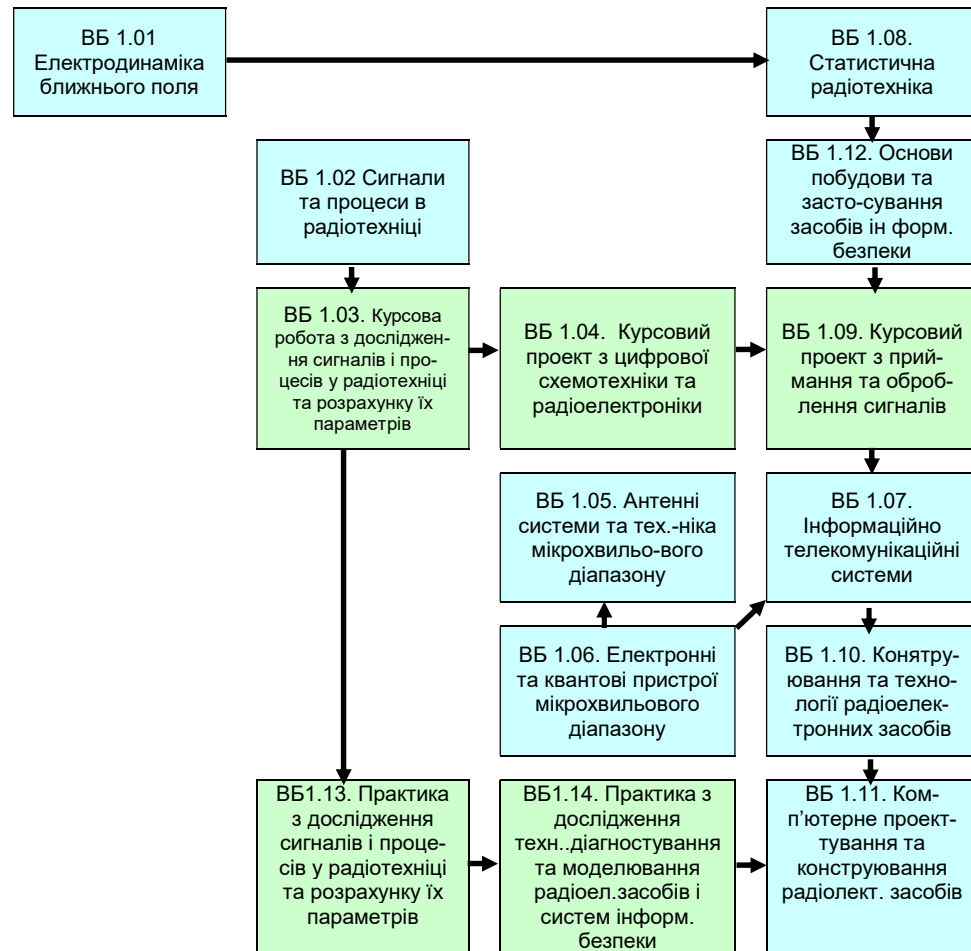 ВБ 1.01
Електродинаміка
ближнього поля
ВБ 1.08.
Статистична
радіотехніка
ВБ 1.02 Сигнали
та процеси в
радіотехніці
ВБ 1.12. Основи
побудови та
засто-сування
засобів ін форм.
безпеки
ВБ 1.03. Курсова
робота з досліджен-
ня сигналів і про-
цесів у радіотехніці
та розрахунку їх
параметрів
ВБ 1.04. Курсовий
проект з цифрової
схемотехніки та
радіоелектроніки
ВБ 1.09. Курсовий
проект з прий-
мання та оброб-
лення сигналів
ВБ 1.05. Антенні
системи та тех.-ніка
мікрохвильо-вого
діапазону
ВБ 1.07.
Інформаційно
телекомунікаційні
системи
ВБ 1.06. Електронні
та квантові пристрої
мікрохвильового
діапазону
ВБ 1.10. Конятру-
ювання та техно-
логії радіоелек-
тронних засобів
ВБ1.13. Практика
з дослідження
сигналів і проце-
сів у радіотехніці
та розрахунку їх
параметрів
ВБ1.14. Практика з
дослідження
техн..діагностування
та моделювання
радіоел.засобів і
систем інформ.
безпеки
ВБ 1.11. Ком-
п’ютерне проект-
тування та
конструювання
радіолект. засобів